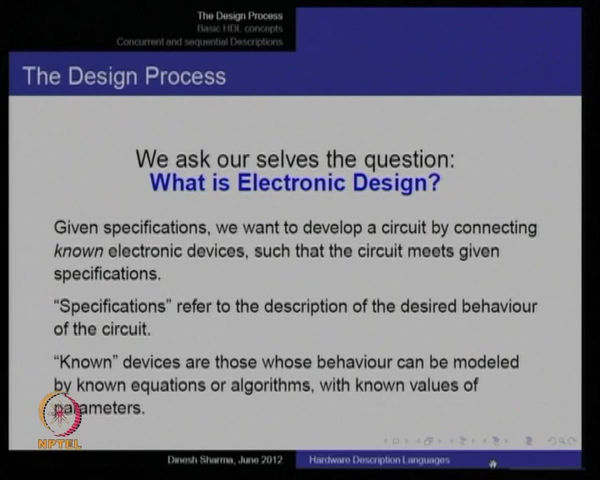 The Design Process
Basic HDL concepts
Concurrent and sequential Descriptions
The Design Process
We ask our selves the question:
What is Electronic Design?
Given specifications, we want to develop a circuit by connecting
known electronic devices, such that the circuit meets given
specifications.
“Specifications” refer to the description of the desired behaviour
of the circuit.
“Known” devices are those whose behaviour can be modeled
by known equations or algorithms, with known values of
parameters.
NPTEL
Dinesh Sharma, June 2012
Hardware Description Languages